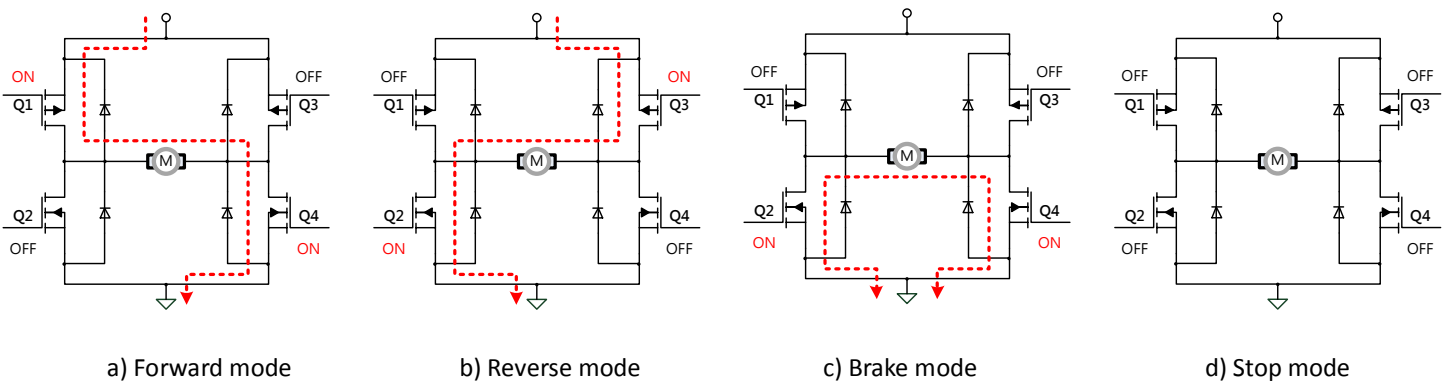 ON
OFF
Q1
Q3
M
Q2
Q4
OFF
ON
a) Forward mode
OFF
ON
Q1
Q3
M
Q2
Q4
ON
OFF
b) Reverse mode
OFF
OFF
Q1
Q3
M
Q2
Q4
ON
ON
c) Brake mode
OFF
OFF
Q1
Q3
M
Q2
Q4
OFF
OFF
d) Stop mode